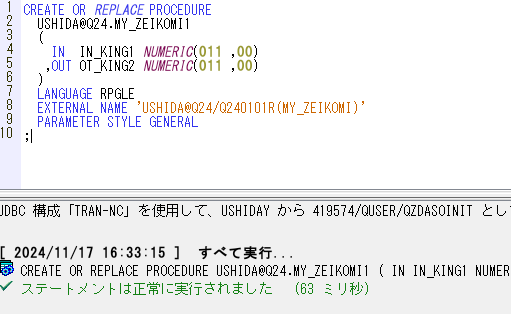 1 CREATE OR REPLACE PROCEDURE
2 USHIDA@Q24.MY_ZEIKOMI1
3 (
4 IN IN_KING1 NUMERIC(011 ,00)
5 ,OUT OT_KING2 NUMERIC(011 ,00)
6 )
7 LANGUAGE RPGLE
8 EXTERNAL NAME 'USHIDA@Q24/Q240101R(MY_ZEIKOMI)'
9 PARAMETER STYLE GENERAL
10 ;
JDBC 構成「TRAN-NC」を使用して、USHIDAY から 419574/QUSER/QZDASOINIT とし
[ 2024/11/17 16:33:15 ] すべて実行...
CREATE OR REPLACE PROCEDURE USHIDA@Q24.MY_ZEIKOMI1 ( IN IN_KING1 NUMER
ステートメントは正常に実行されました (63 ミリ秒)